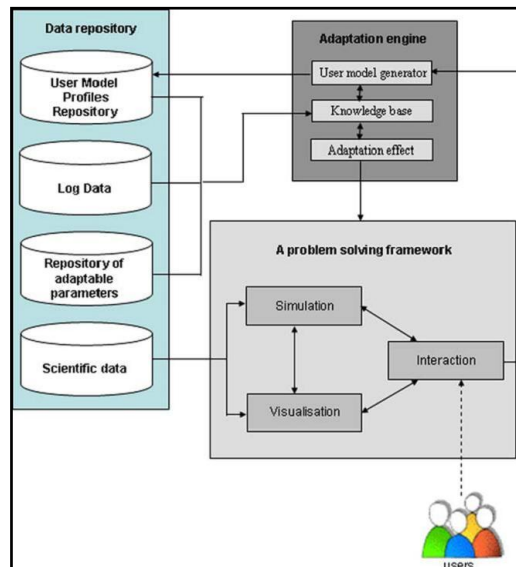 Data repository
User Model
Profiles
Repository
Log Data
Repository of
adaptable
parameters
Scientific data
Adaptation engine
User model generator
Knowledge base
Adaptation effect
A problem solving framework
Simulation
Interaction
Visualisation
users